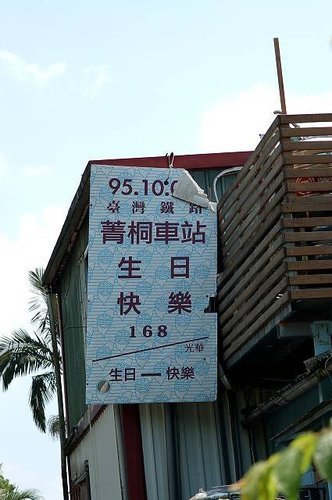 95.10.
臺灣鐵路
菁桐車站
生日
快樂
168
光華
生日一快樂